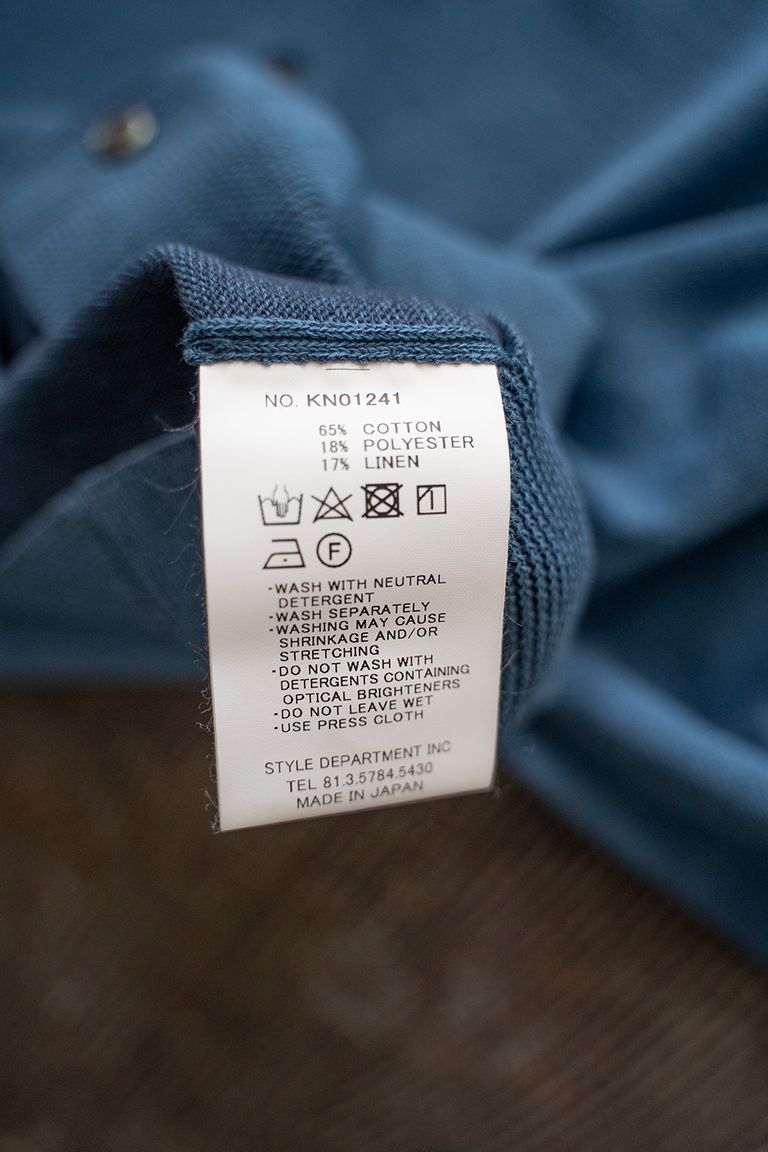 NO. KN01241
65% COTTON
18% POLYESTER
17% LINEN
F
-WASH WITH NEUTRAL
DETERGENT
-WASH SEPARATELY
-WASHING MAY CAUSE
SHRINKAGE AND/OR
STRETCHING
-DO NOT WASH WITH
DETERGENTS CONTAINING
OPTICAL BRIGHTENERS
-DO NOT LEAVE WET
-USE PRESS CLOTH
STYLE DEPARTMENT INC
TEL 81.3.5784.5430
MADE IN JAPAN